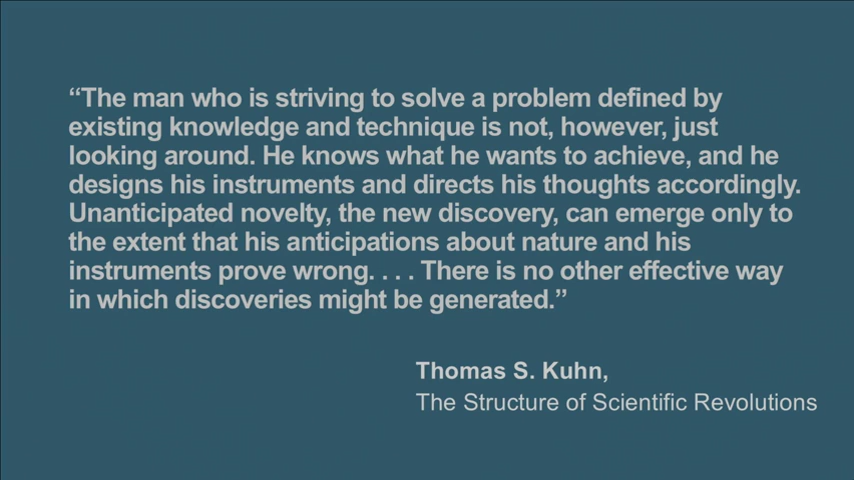 “The man who is striving to solve a problem defined by
existing knowledge and technique is not, however, just
looking around. He knows what he wants to achieve, and he
designs his instruments and directs his thoughts accordingly.
Unanticipated novelty, the new discovery, can emerge only to
the extent that his anticipations about nature and his
instruments prove wrong. . . . There is no other effective way
in which discoveries might be generated.”
Thomas S. Kuhn,
The Structure of Scientific Revolutions